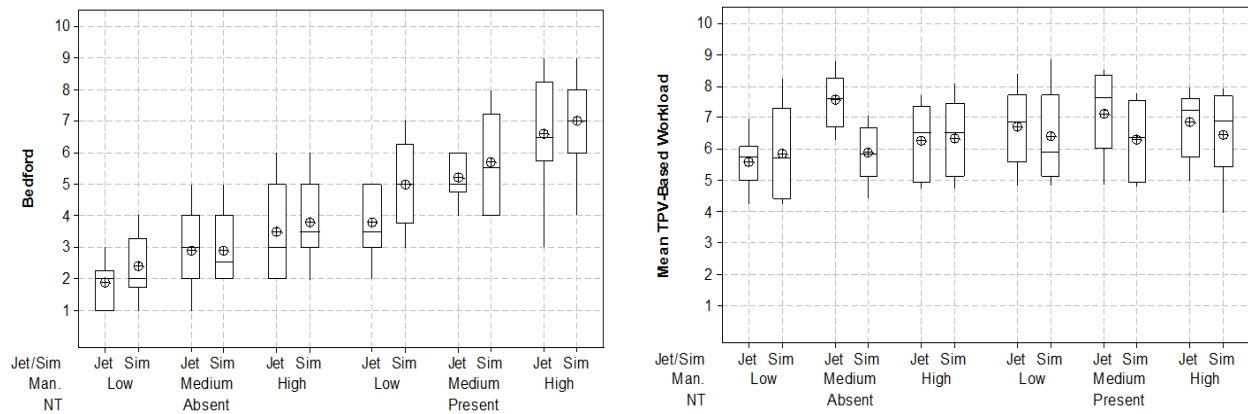 Bedford
10
9
8
7
6
5
4
3
2
1
Jet/Sim Jet Sim Jet Sim Jet Sim Jet Sim Jet Sim Jet Sim
Man. Low Medium High Low Medium High
NT Absent Present
Mean TPV-Based Workload
10
9
8
7
6
5
4
3
2
1
Jet/Sim Jet Sim Jet Sim Jet Sim Jet Sim Jet Sim Jet Sim
Man. Low Medium High Low Medium High
NT Absent Present